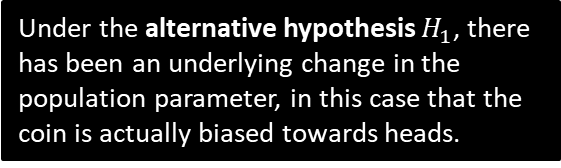 Under the alternative hypothesis H₁, there
has been an underlying change in the
population parameter, in this case that the
coin is actually biased towards heads.